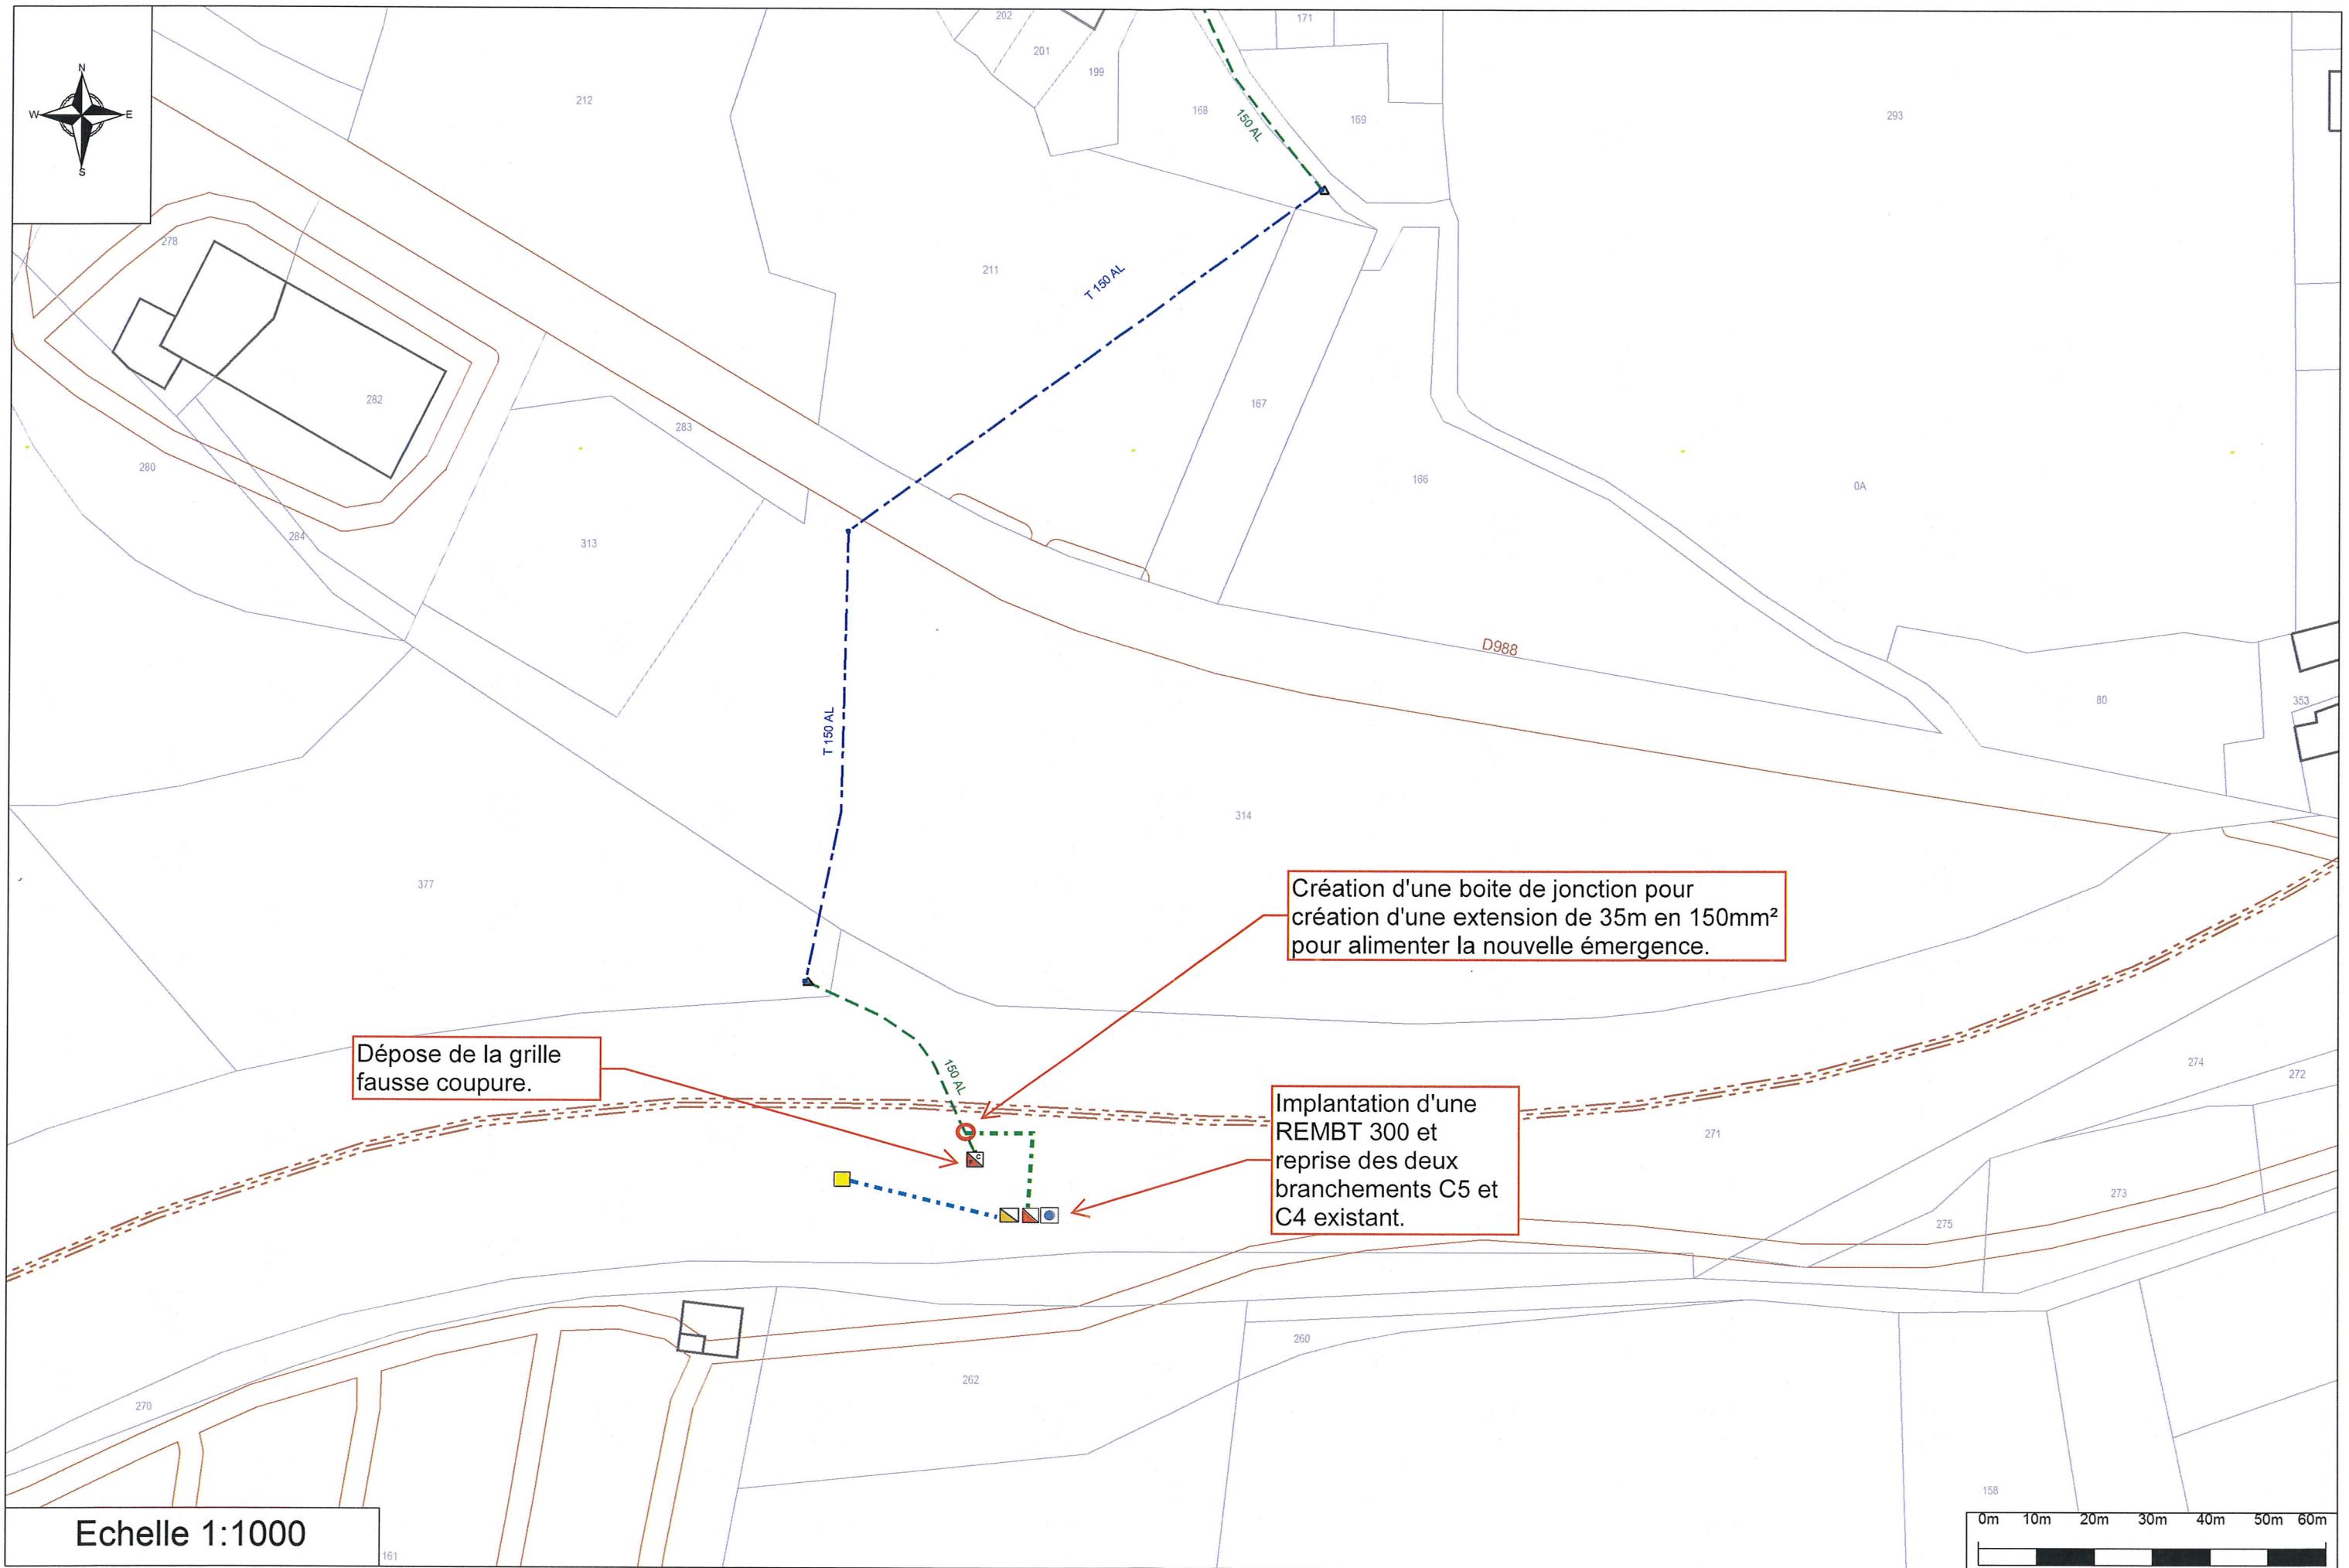 N
W
E
S
202
201
199
171
168
169
293
212
150 AL
278
211
T 150 AL
282
283
167
280
166
0A
284
313
D988
80
353
T 150 AL
314
377
Création d'une boite de jonction pour
création d'une extension de 35m en 150mm²
pour alimenter la nouvelle émergence.
Dépose de la grille
fausse coupure.
150 AL
Implantation d'une
REMBT 300 et
reprise des deux
branchements C5 et
C4 existant.
C
274
272
271
273
275
260
262
270
158
161
Echelle 1:1000
0m 10m 20m 30m 40m 50m 60m